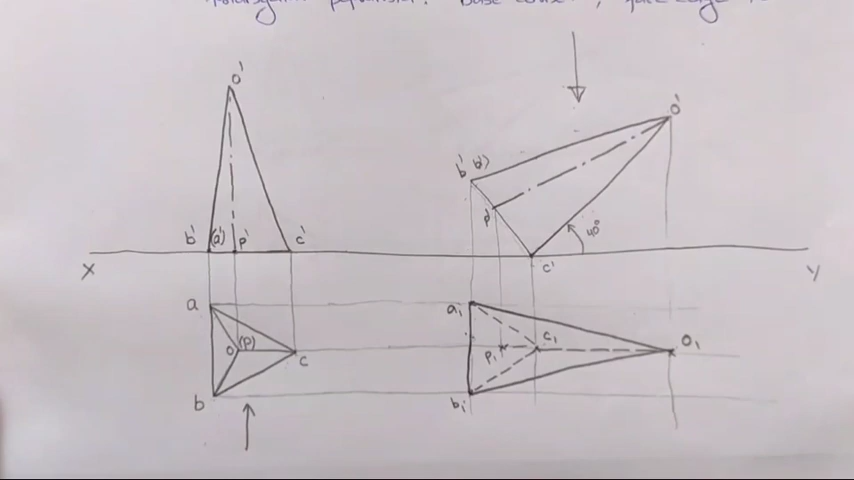 o'
o'
b' a')
b' (a') p' c'
p'
40°
c'
X
Y
a
a₁
o (p)
c
p₁ c₁
o₁
b
b₁